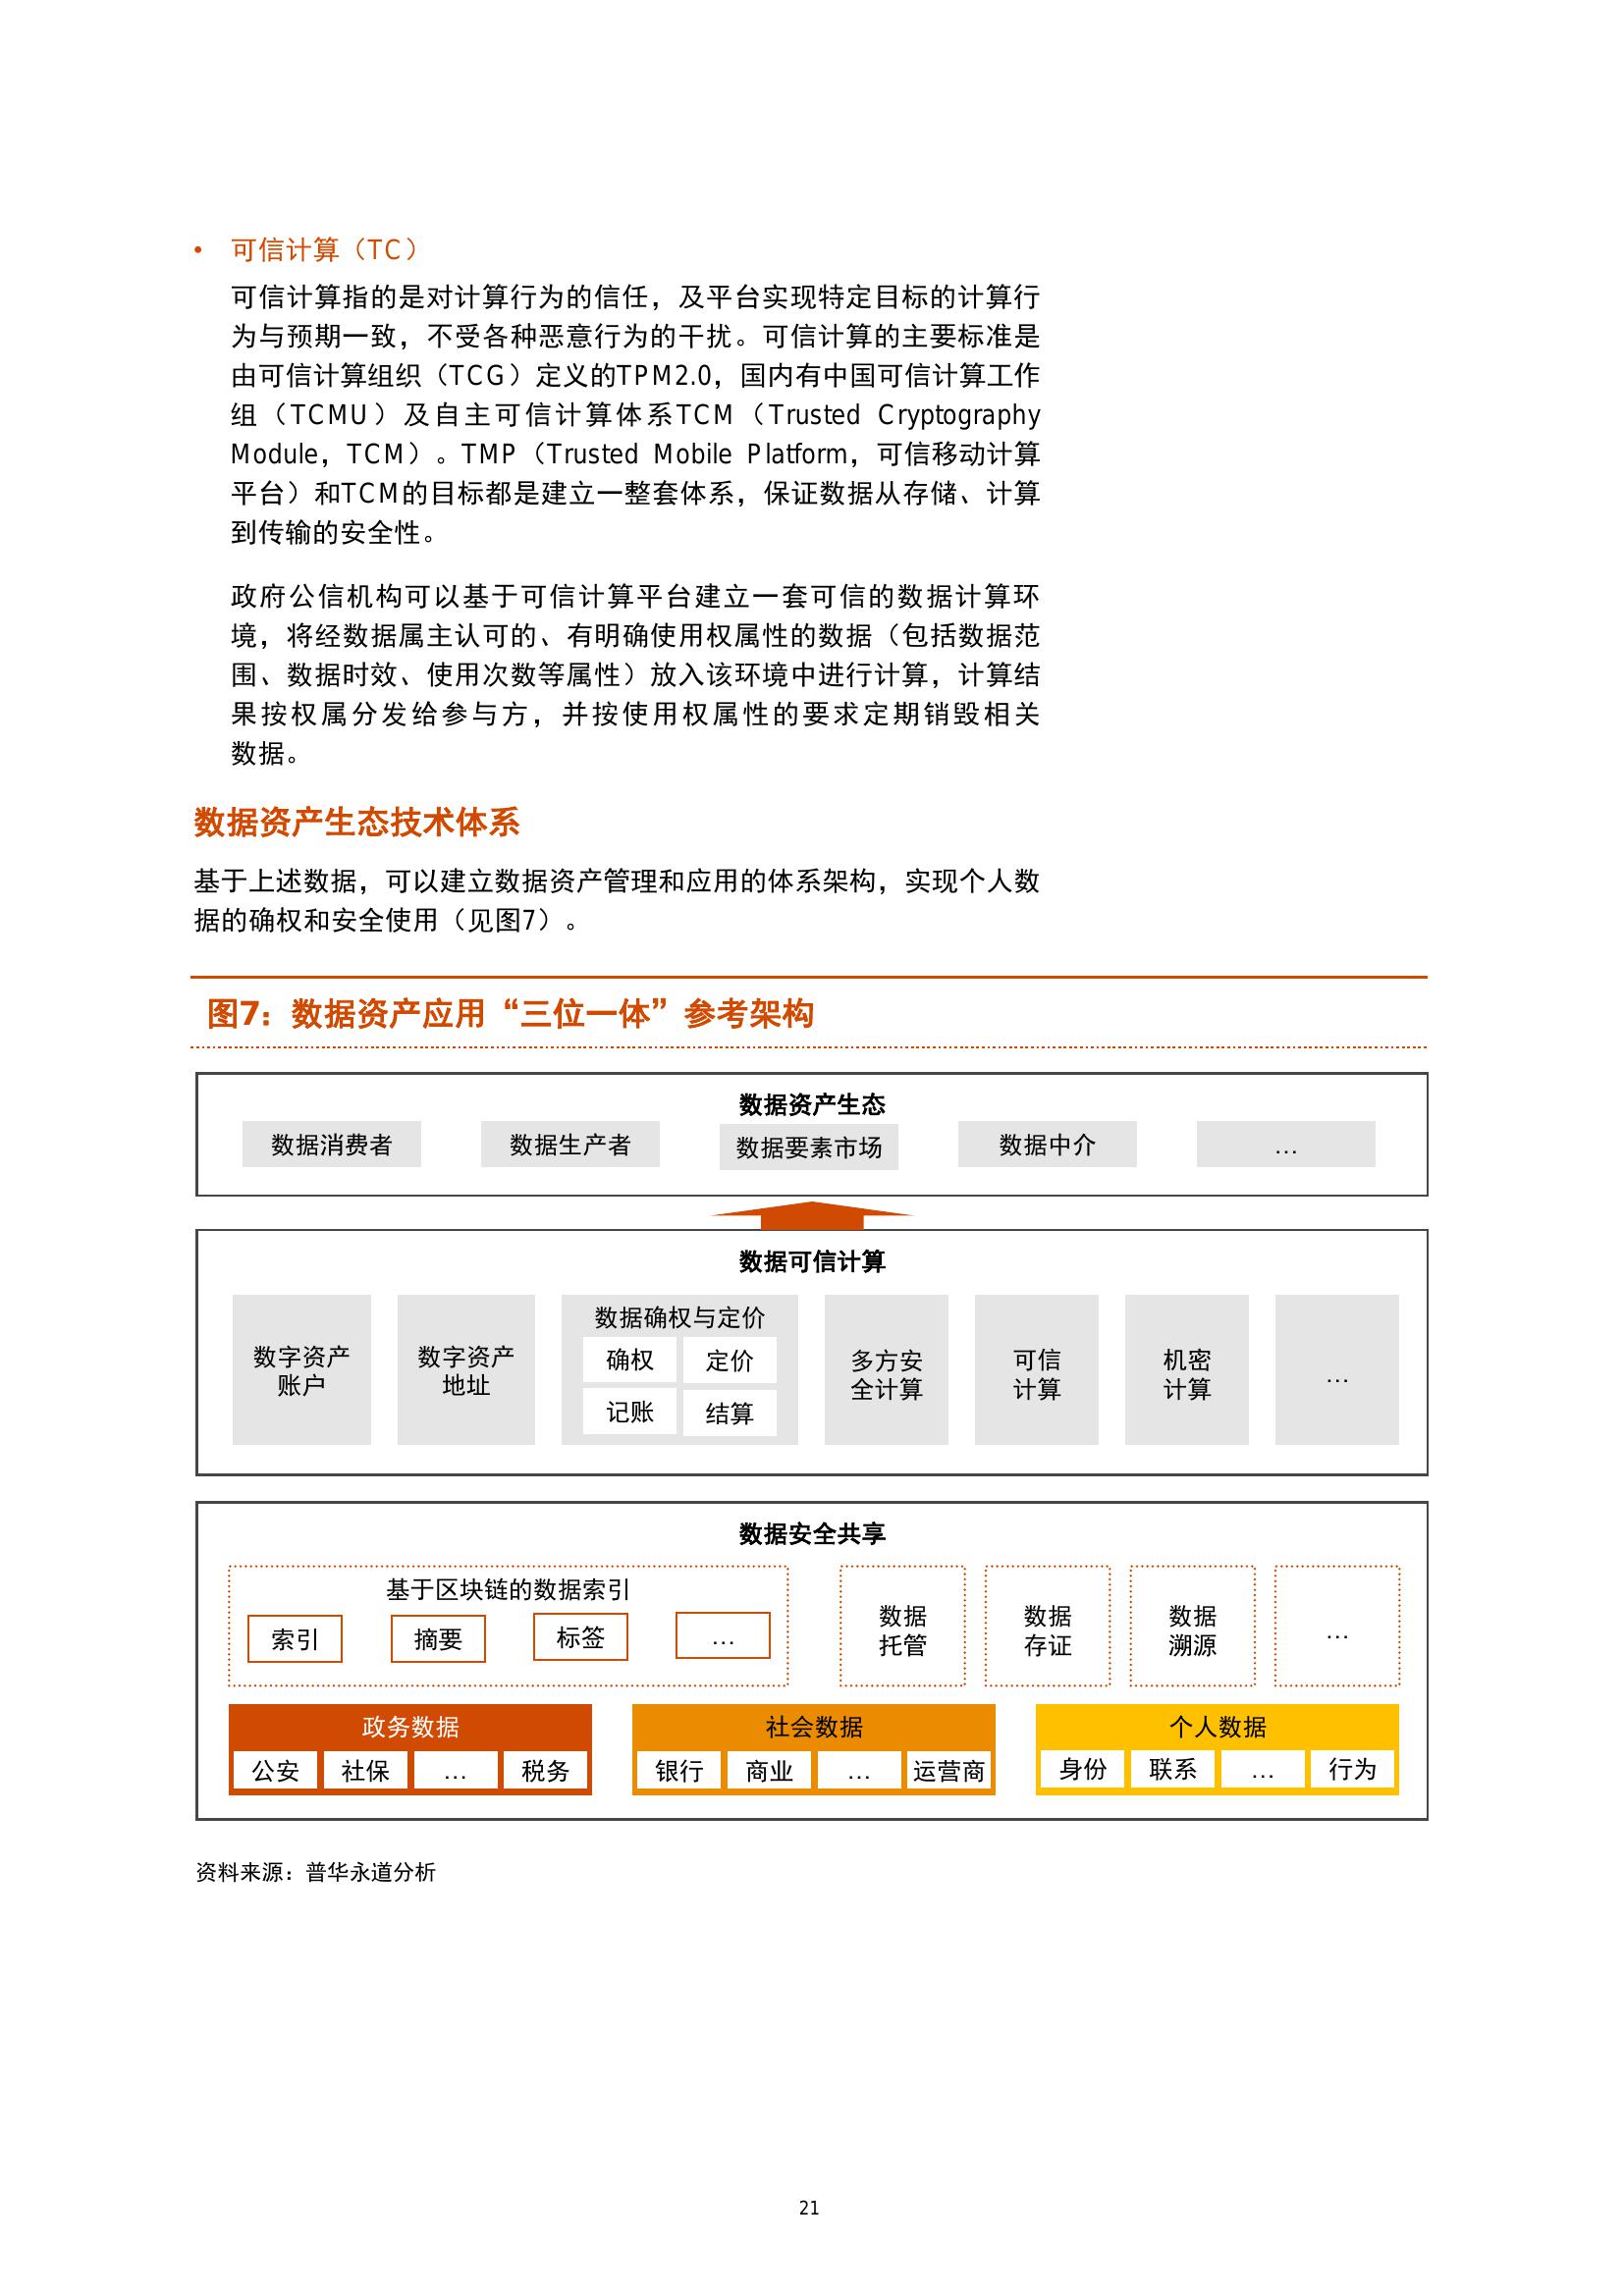 • 可信计算（TC）
可信计算指的是对计算行为的信任，及平台实现特定目标的计算行
为与预期一致，不受各种恶意行为的干扰。可信计算的主要标准是
由可信计算组织（TCG）定义的TPM2.0，国内有中国可信计算工作
组（TCMU）及自主可信计算体系TCM（Trusted Cryptography
Module，TCM）。TMP（Trusted Mobile Platform，可信移动计算
平台）和TCM的目标都是建立一整套体系，保证数据从存储、计算
到传输的安全性。
政府公信机构可以基于可信计算平台建立一套可信的数据计算环
境，将经数据属主认可的、有明确使用权属性的数据（包括数据范
围、数据时效、使用次数等属性）放入该环境中进行计算，计算结
果按权属分发给参与方，并按使用权属性的要求定期销毁相关
数据。
数据资产生态技术体系
基于上述数据，可以建立数据资产管理和应用的体系架构，实现个人数
据的确权和安全使用（见图7）。
图7：数据资产应用“三位一体”参考架构
数据资产生态
数据消费者 数据生产者 数据要素市场 数据中介 …
数据可信计算
数字资产
账户
数字资产
地址
数据确权与定价
确权 定价
记账 结算
多方安
全计算
可信
计算
机密
计算
…
数据安全共享
基于区块链的数据索引
索引 摘要 标签 …
数据
托管
数据
存证
数据
溯源
…
政务数据
公安 社保 … 税务
社会数据
银行 商业 … 运营商
个人数据
身份 联系 … 行为
资料来源：普华永道分析
21